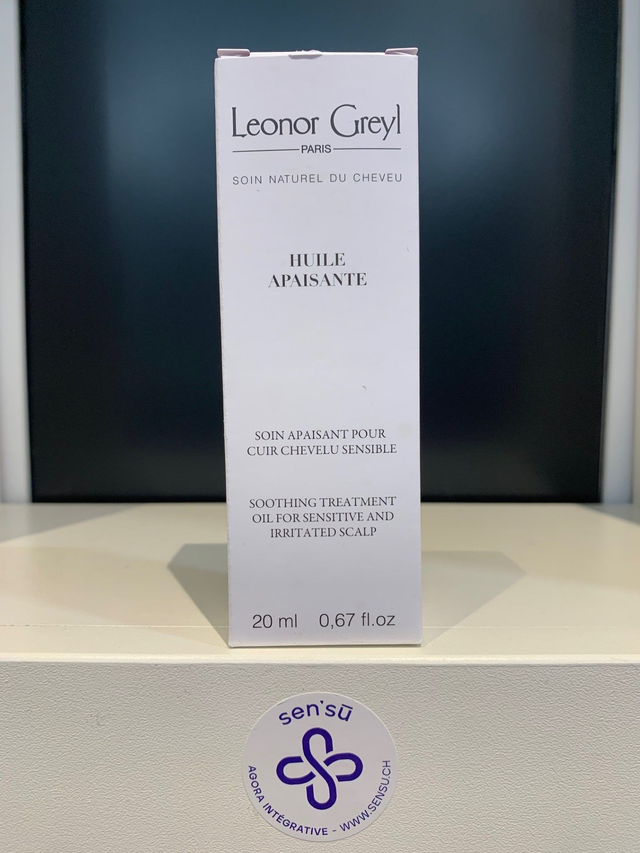 Leonor Greyl
PARIS
SOIN NATUREL DU CHEVEU
HUILE
APAISANTE
SOIN APAISANT POUR
CUIR CHEVELU SENSIBLE
SOOTHING TREATMENT
OIL FOR SENSITIVE AND
IRRITATED SCALP
20 ml 0,67 fl.oz
sen'sū
AGORA INTÉGRATIVE - WWW.SENSU.CH